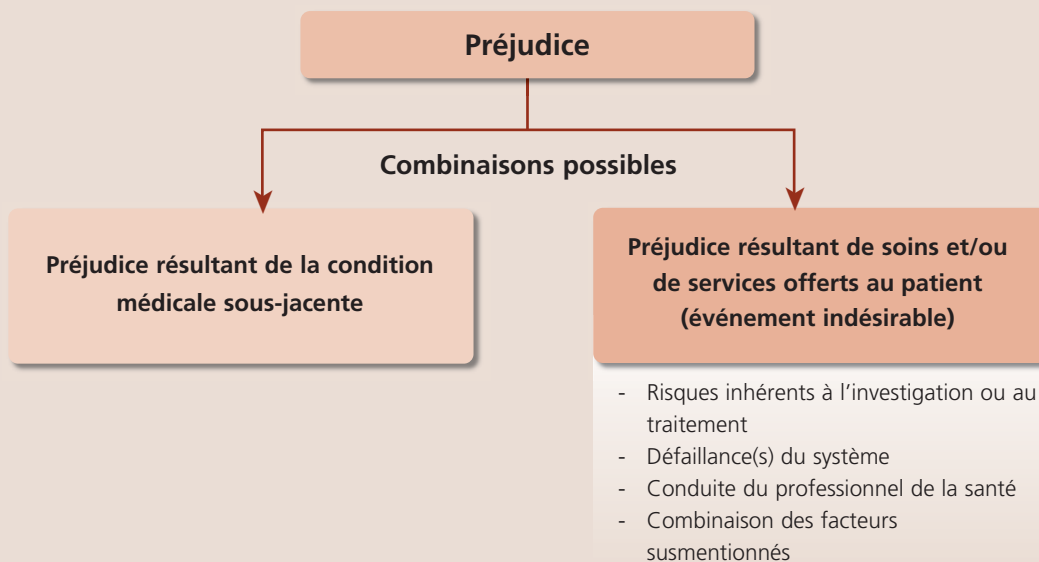 Préjudice
Combinaisons possibles
Préjudice résultant de la condition
médicale sous-jacente
Préjudice résultant de soins et/ou
de services offerts au patient
(événement indésirable)
- Risques inhérents à l’investigation ou au
traitement
- Défaillance(s) du système
- Conduite du professionnel de la santé
- Combinaison des facteurs
susmentionnés